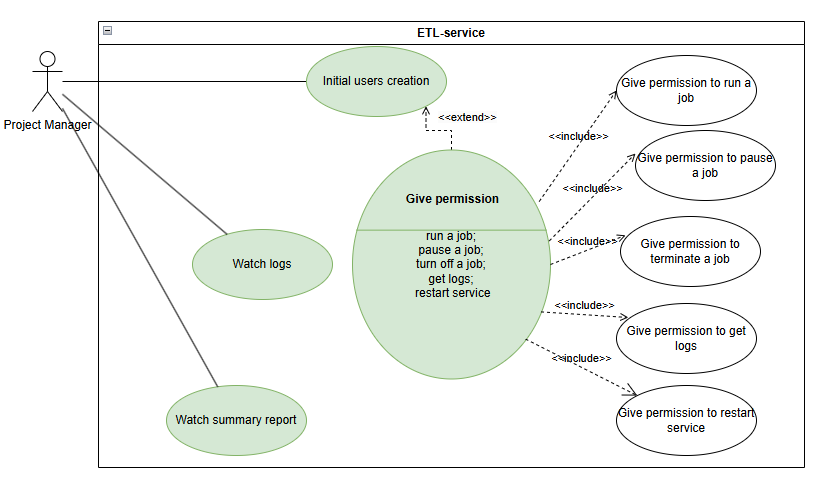 ETL-service
Project Manager
Initial users creation
<<extend>>
Give permission
run a job;
pause a job;
turn off a job;
get logs;
restart service
Watch logs
Watch summary report
<<include>>
Give permission to run a
job
<<include>>
Give permission to pause
a job
<<include>>
Give permission to
terminate a job
<<include>>
Give permission to get
logs
<<include>>
Give permission to restart
service